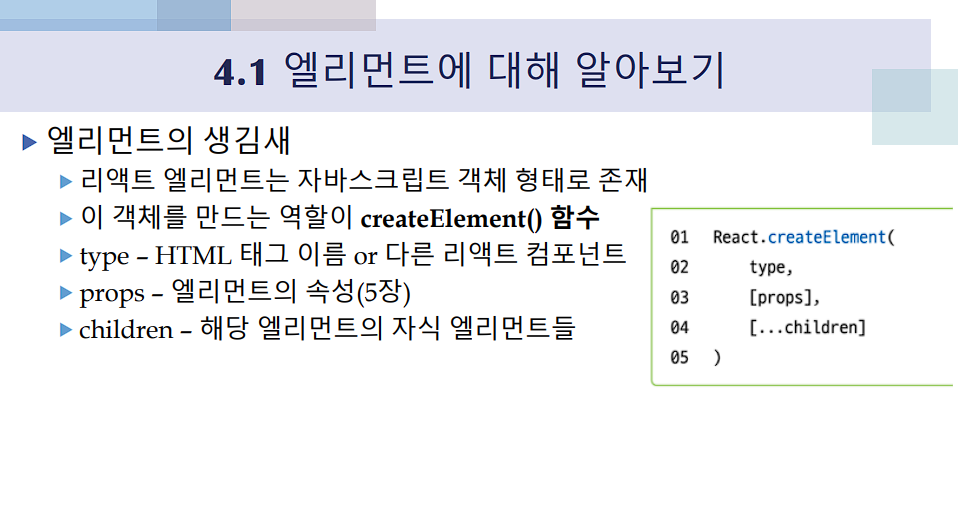 4.1 엘리먼트에 대해 알아보기
엘리먼트의 생김새
리액트 엘리먼트는 자바스크립트 객체 형태로 존재
이 객체를 만드는 역할이 createElement() 함수
type – HTML 태그 이름 or 다른 리액트 컴포넌트
props – 엘리먼트의 속성(5장)
children – 해당 엘리먼트의 자식 엘리먼트들
01 React.createElement(
02 type,
03 [props],
04 [...children]
05 )